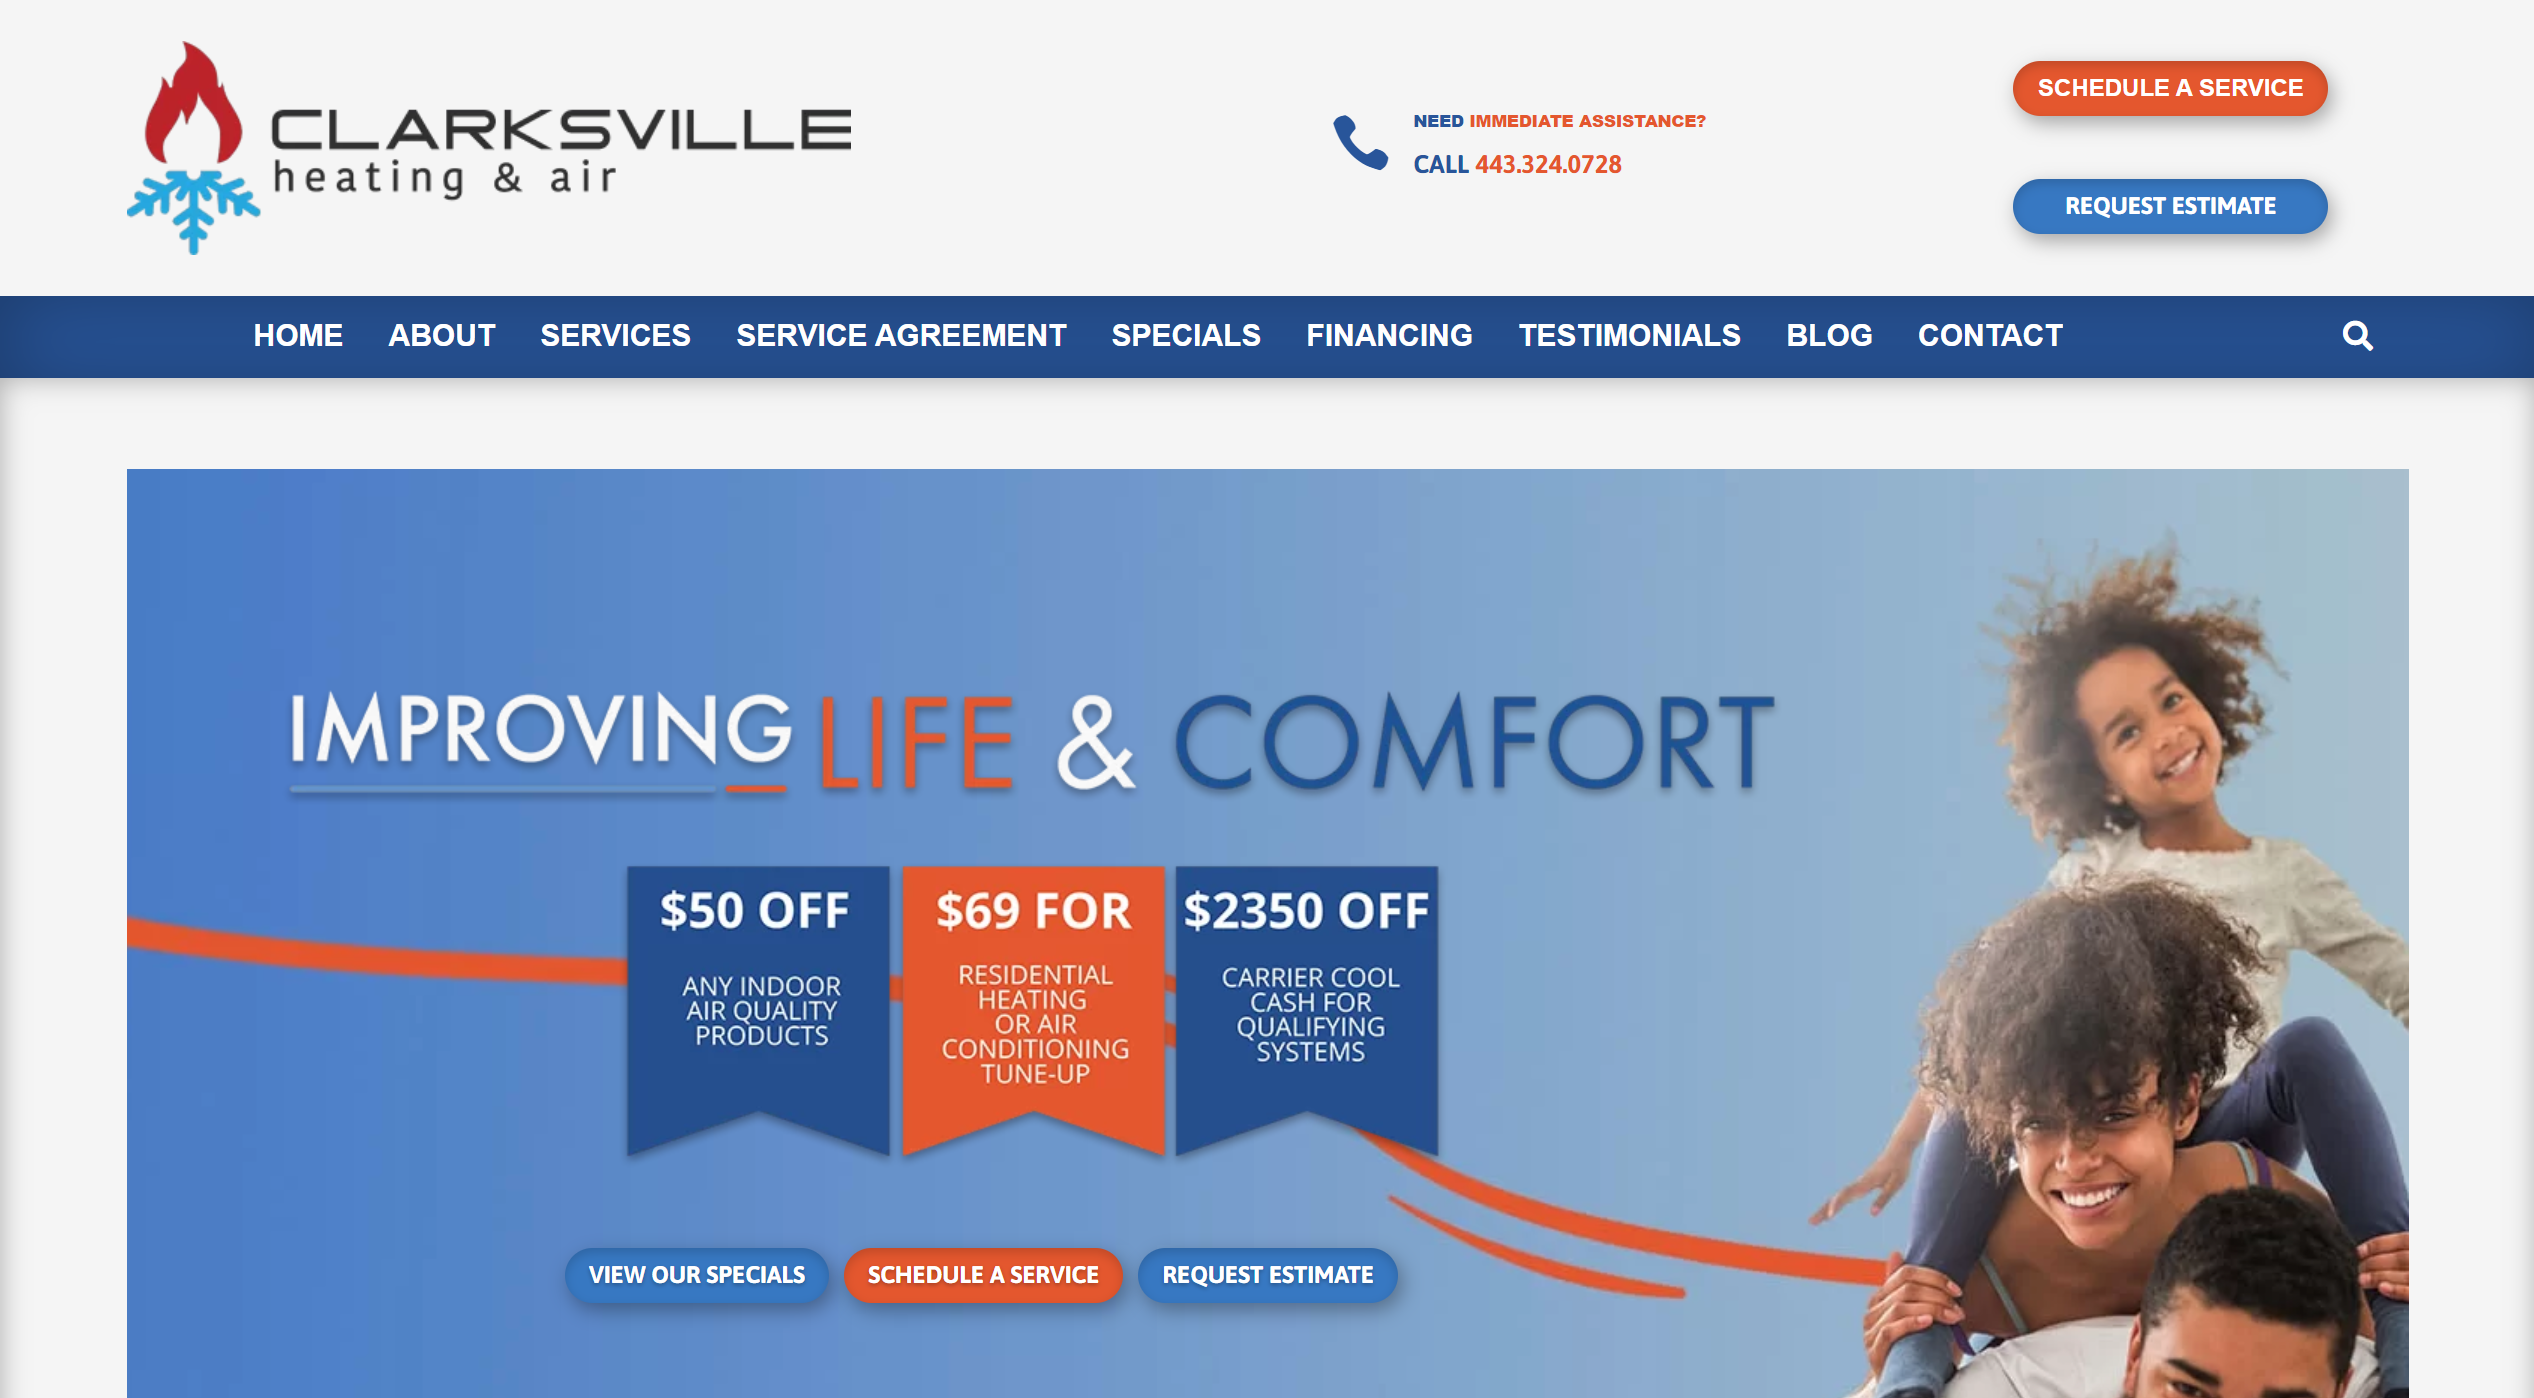 CLARKSVILLE
heating & air
NEED IMMEDIATE ASSISTANCE?
CALL 443.324.0728
SCHEDULE A SERVICE
REQUEST ESTIMATE
HOME ABOUT SERVICES SERVICE AGREEMENT SPECIALS FINANCING TESTIMONIALS BLOG CONTACT
IMPROVING LIFE & COMFORT
$50 OFF
ANY INDOOR
AIR QUALITY
PRODUCTS
$69 FOR
RESIDENTIAL
HEATING
OR AIR
CONDITIONING
TUNE-UP
$2350 OFF
CARRIER COOL
CASH FOR
QUALIFYING
SYSTEMS
VIEW OUR SPECIALS
SCHEDULE A SERVICE
REQUEST ESTIMATE